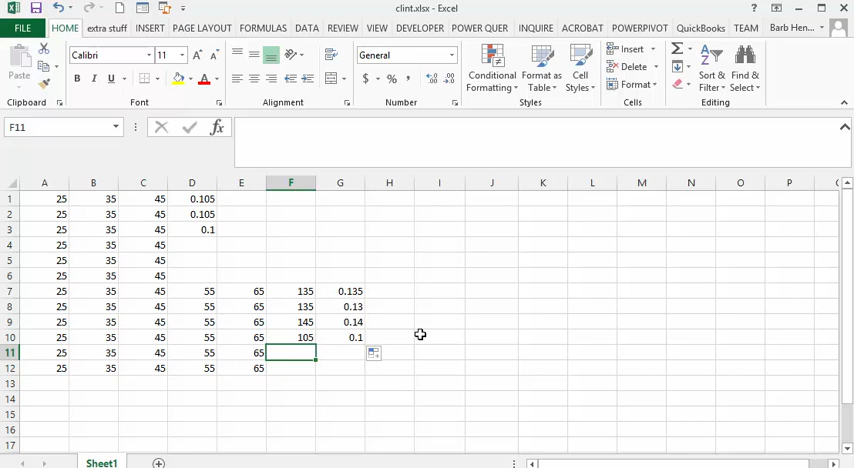 clint.xlsx - Excel
FILE HOME extra stuff INSERT PAGE LAYOUT FORMULAS DATA REVIEW VIEW DEVELOPER POWER QUER INQUIRE ACROBAT POWERPIVOT QuickBooks TEAM Barb Hen...
Paste Calibri 11 General Conditional Formatting Format as Table Cell Styles Insert Delete Format Sort & Filter Find & Select
Clipboard Font Alignment Number Styles Cells Editing
F11 fx
A B C D E F G H I J K L M N O P
1 25 35 45 0.105
2 25 35 45 0.105
3 25 35 45 0.1
4 25 35 45
5 25 35 45
6 25 35 45
7 25 35 45 55 65 135 0.135
8 25 35 45 55 65 135 0.13
9 25 35 45 55 65 145 0.14
10 25 35 45 55 65 105 0.1
11 25 35 45 55 65
12 25 35 45 55 65
13
14
15
16
17
Sheet1